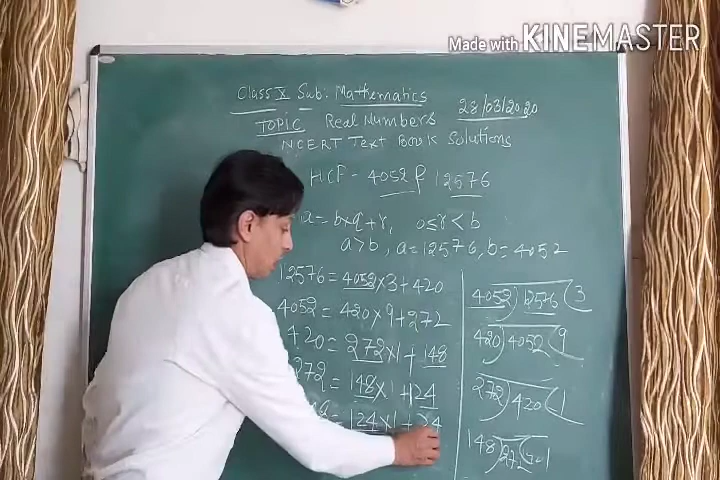 Made with KINEMASTER
Class X Sub. Mathematics
28/03/2020
TOPIC Real Numbers
NCERT Text Book Solutions
HCF - 4052 & 12576
a = b×q+r, 0≤r<b
a>b, a=12576, b=4052
12576 = 4052×3+420
4052 = 420×9+272
420 = 272×1+148
272 = 148×1+24
= 124×1+24
4052)12576(3
420)4052(9
272)420(1
148)272(1